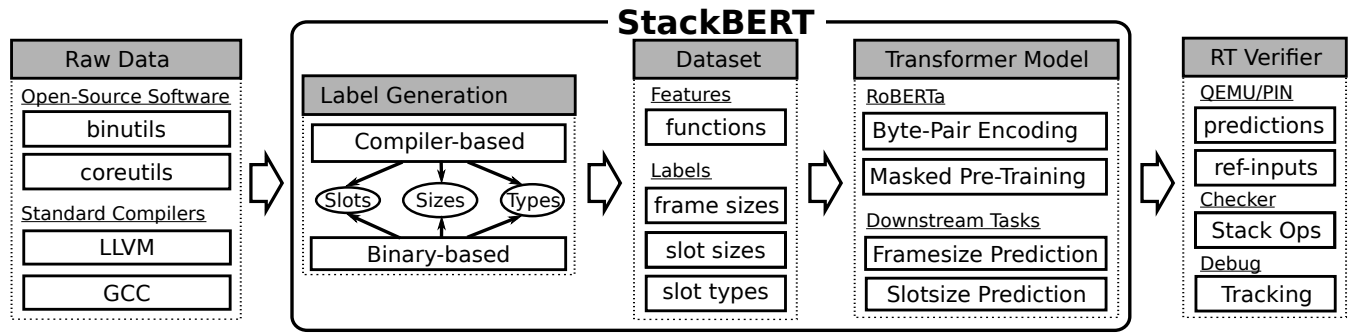 StackBERT
Raw Data
Open-Source Software
binutils
coreutils
Standard Compilers
LLVM
GCC
Label Generation
Compiler-based
Slots
Sizes
Types
Binary-based
Dataset
Features
functions
Labels
frame sizes
slot sizes
slot types
Transformer Model
RoBERTa
Byte-Pair Encoding
Masked Pre-Training
Downstream Tasks
Framesize Prediction
Slotsize Prediction
RT Verifier
QEMU/PIN
predictions
ref-inputs
Checker
Stack Ops
Debug
Tracking